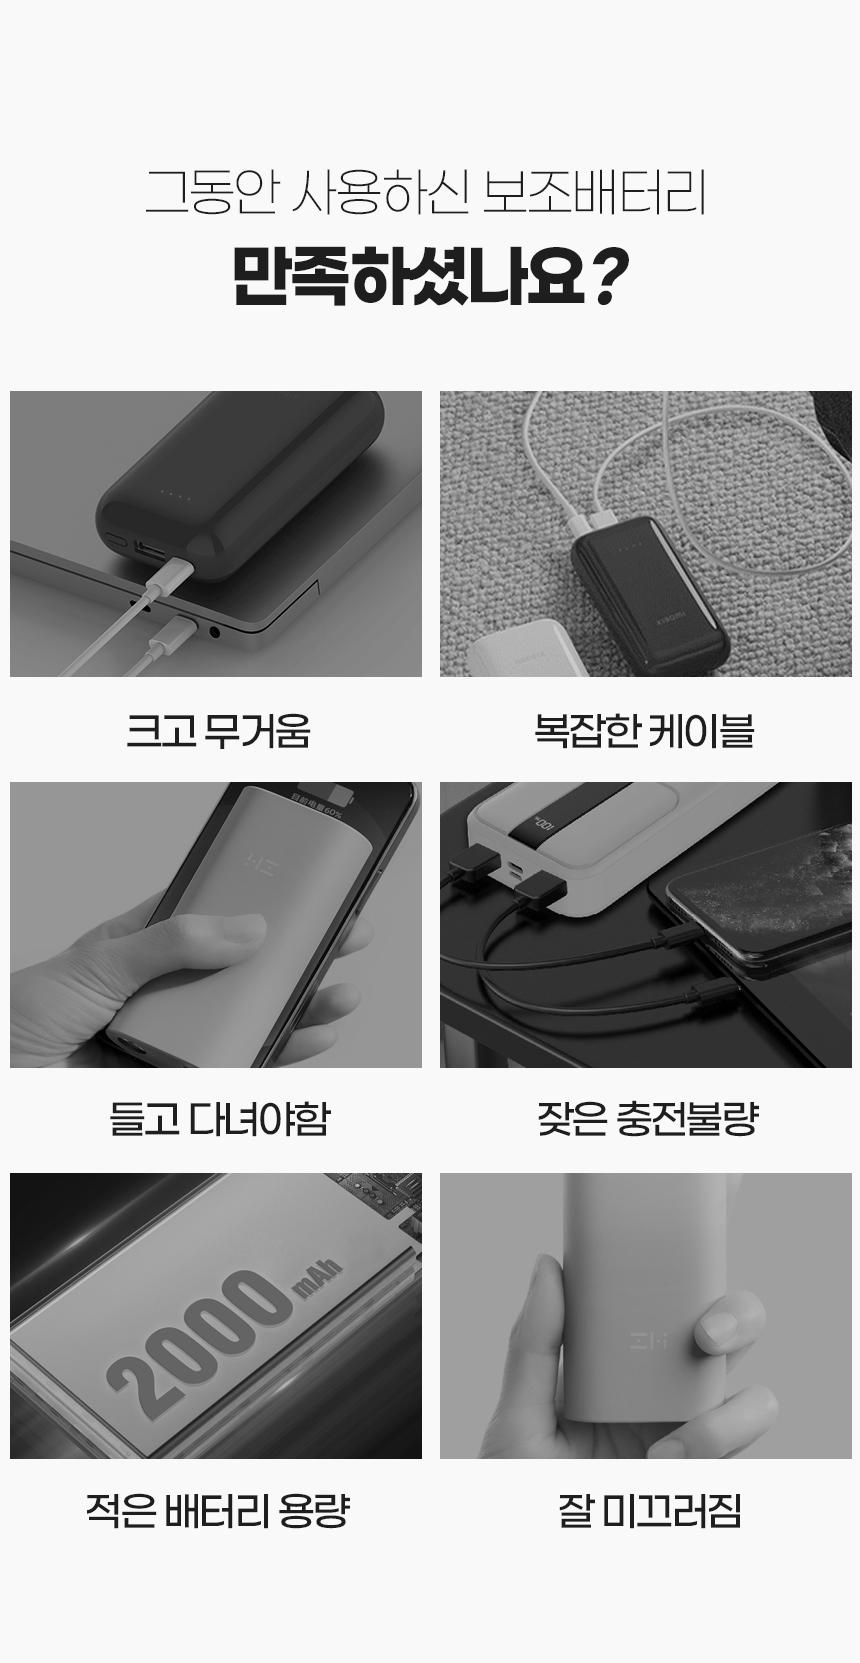 그동안 사용하신 보조배터리
만족하셨나요?
XIAOMI
크고 무거움
복잡한 케이블
目前电量60%
100%
들고 다녀야함
잦은 충전불량
2000 mAh
적은 배터리 용량
잘 미끄러짐